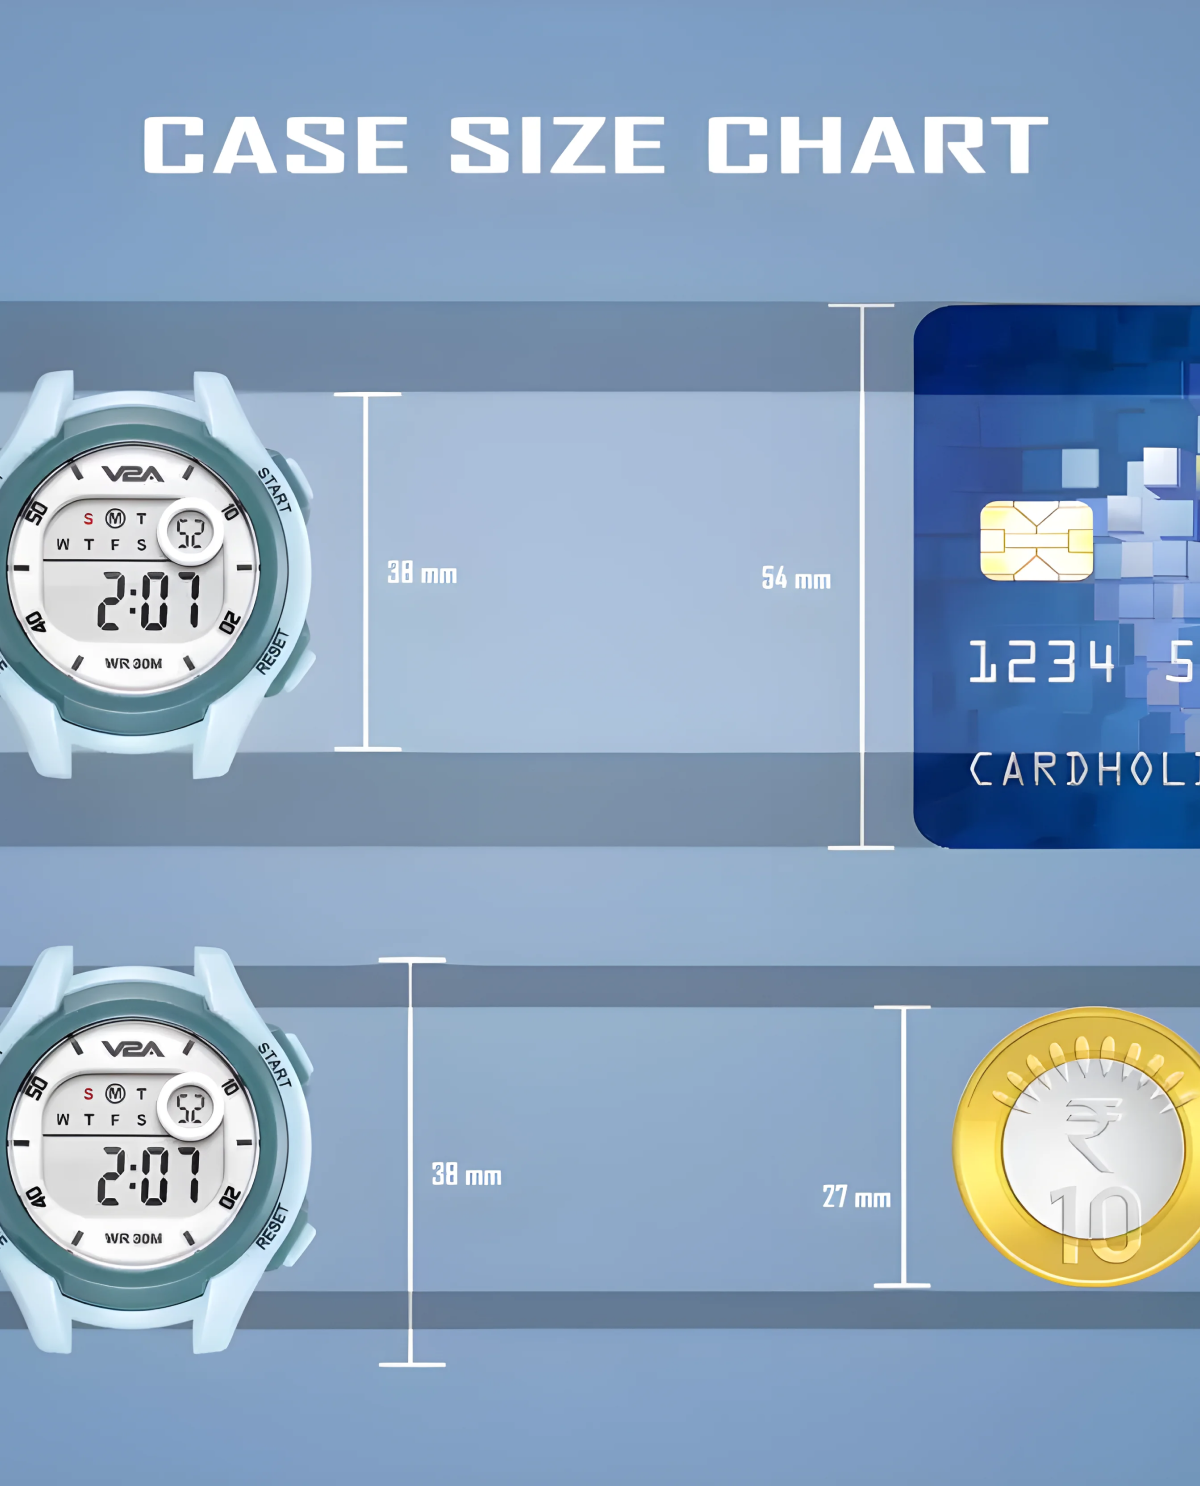 CASE SIZE CHART
V2A
START
50
10
S M T
52
W T F S
2:07
40
20
WR 30M
RESET
38 mm
54 mm
1234 5
CARDHOL
V2A
START
50
10
S M T
52
W T F S
2:07
40
20
WR 30M
RESET
38 mm
27 mm
₹
10